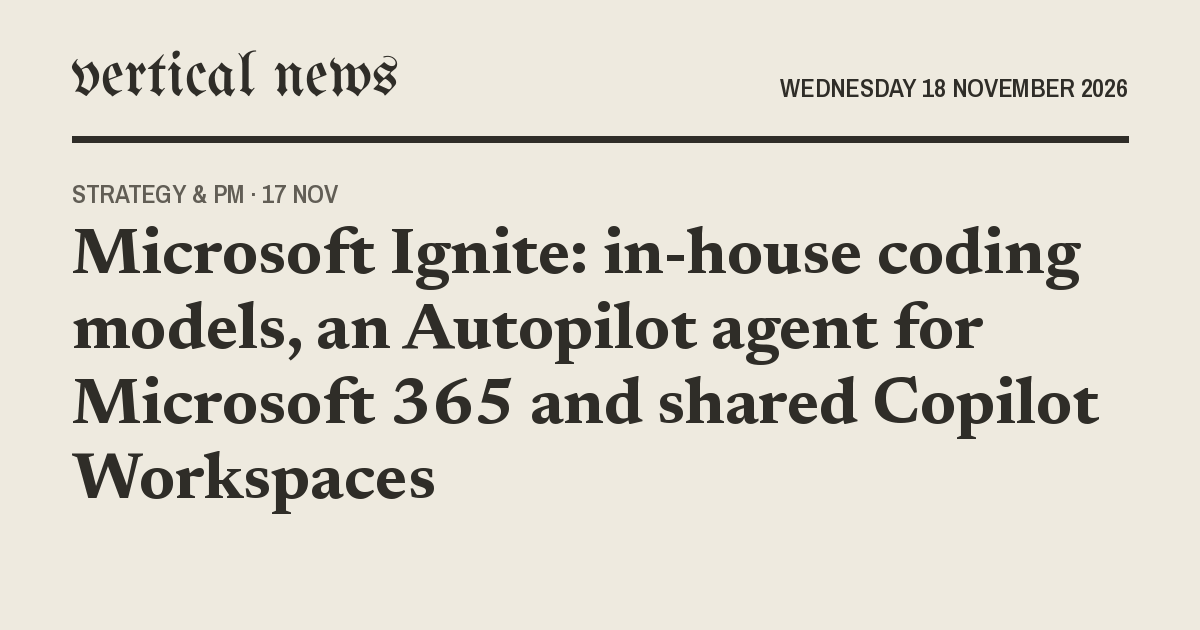 vertical news
WEDNESDAY 18 NOVEMBER 2026
STRATEGY & PM · 17 NOV
Microsoft Ignite: in-house coding
models, an Autopilot agent for
Microsoft 365 and shared Copilot
Workspaces